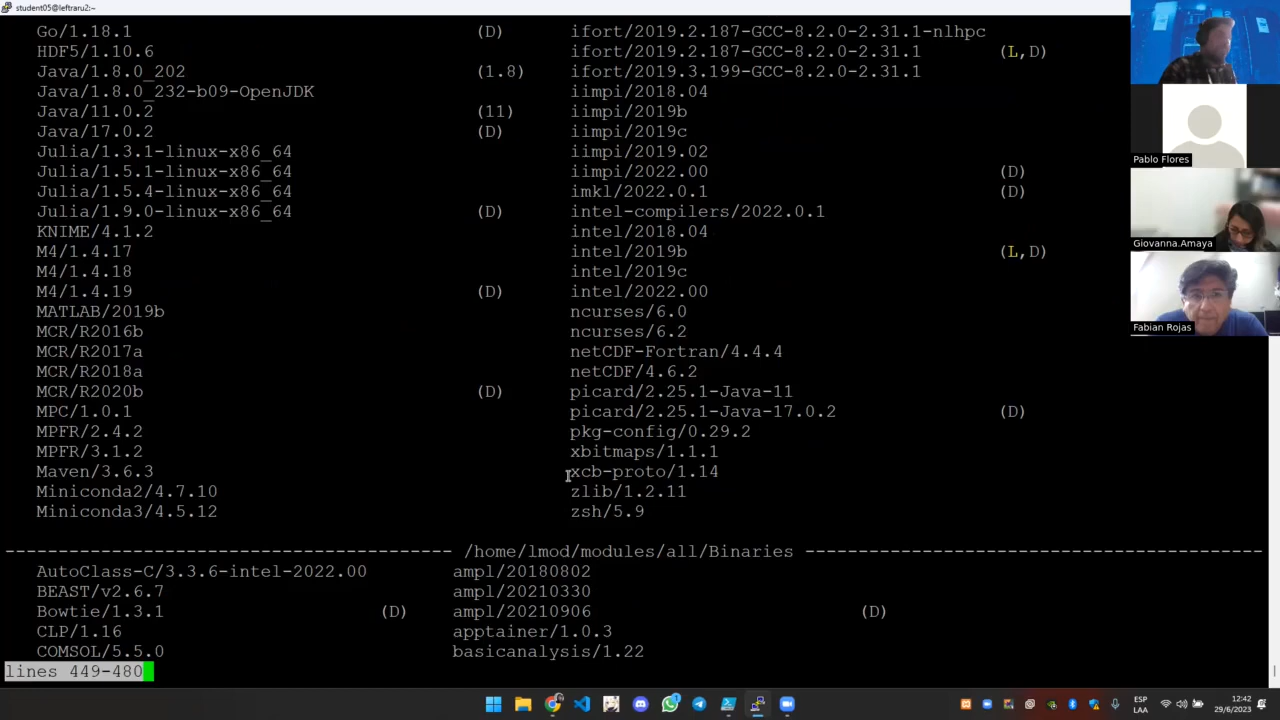 student05@leftraru2:~
Go/1.18.1 (D) ifort/2019.2.187-GCC-8.2.0-2.31.1-nlhpc
HDF5/1.10.6 ifort/2019.2.187-GCC-8.2.0-2.31.1 (L,D)
Java/1.8.0_202 (1.8) ifort/2019.3.199-GCC-8.2.0-2.31.1
Java/1.8.0_232-b09-OpenJDK iimpi/2018.04
Java/11.0.2 (11) iimpi/2019b
Java/17.0.2 (D) iimpi/2019c
Julia/1.3.1-linux-x86_64 iimpi/2019.02
Julia/1.5.1-linux-x86_64 iimpi/2022.00 (D)
Julia/1.5.4-linux-x86_64 imkl/2022.0.1 (D)
Julia/1.9.0-linux-x86_64 (D) intel-compilers/2022.0.1
KNIME/4.1.2 intel/2018.04
M4/1.4.17 intel/2019b (L,D)
M4/1.4.18 intel/2019c
M4/1.4.19 (D) intel/2022.00
MATLAB/2019b ncurses/6.0
MCR/R2016b ncurses/6.2
MCR/R2017a netCDF-Fortran/4.4.4
MCR/R2018a netCDF/4.6.2
MCR/R2020b (D) picard/2.25.1-Java-11
MPC/1.0.1 picard/2.25.1-Java-17.0.2 (D)
MPFR/2.4.2 pkg-config/0.29.2
MPFR/3.1.2 xbitmaps/1.1.1
Maven/3.6.3 xcb-proto/1.14
Miniconda2/4.7.10 zlib/1.2.11
Miniconda3/4.5.12 zsh/5.9
------------------------------------------ /home/lmod/modules/all/Binaries -------------------------------------------
AutoClass-C/3.3.6-intel-2022.00 ampl/20180802
BEAST/v2.6.7 ampl/20210330
Bowtie/1.3.1 (D) ampl/20210906 (D)
CLP/1.16 apptainer/1.0.3
COMSOL/5.5.0 basicanalysis/1.22
lines 449-480
Pablo Flores
Giovanna.Amaya
Fabian Rojas
ESP
LAA
12:42
29/6/2023